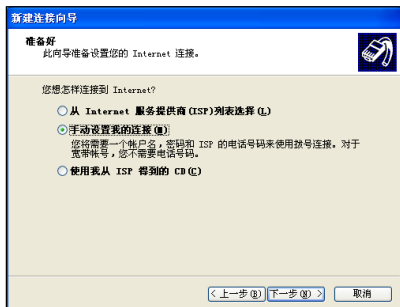 新建连接向导
准备好
此向导准备设置您的 Internet 连接。
您想怎样连接到 Internet?
从 Internet 服务提供商(ISP)列表选择(L)
手动设置我的连接(M)
您将需要一个帐户名，密码和 ISP 的电话号码来使用拨号连接。对于
宽带帐号，您不需要电话号码。
使用我从 ISP 得到的 CD(C)
< 上一步(B) 下一步(N) > 取消